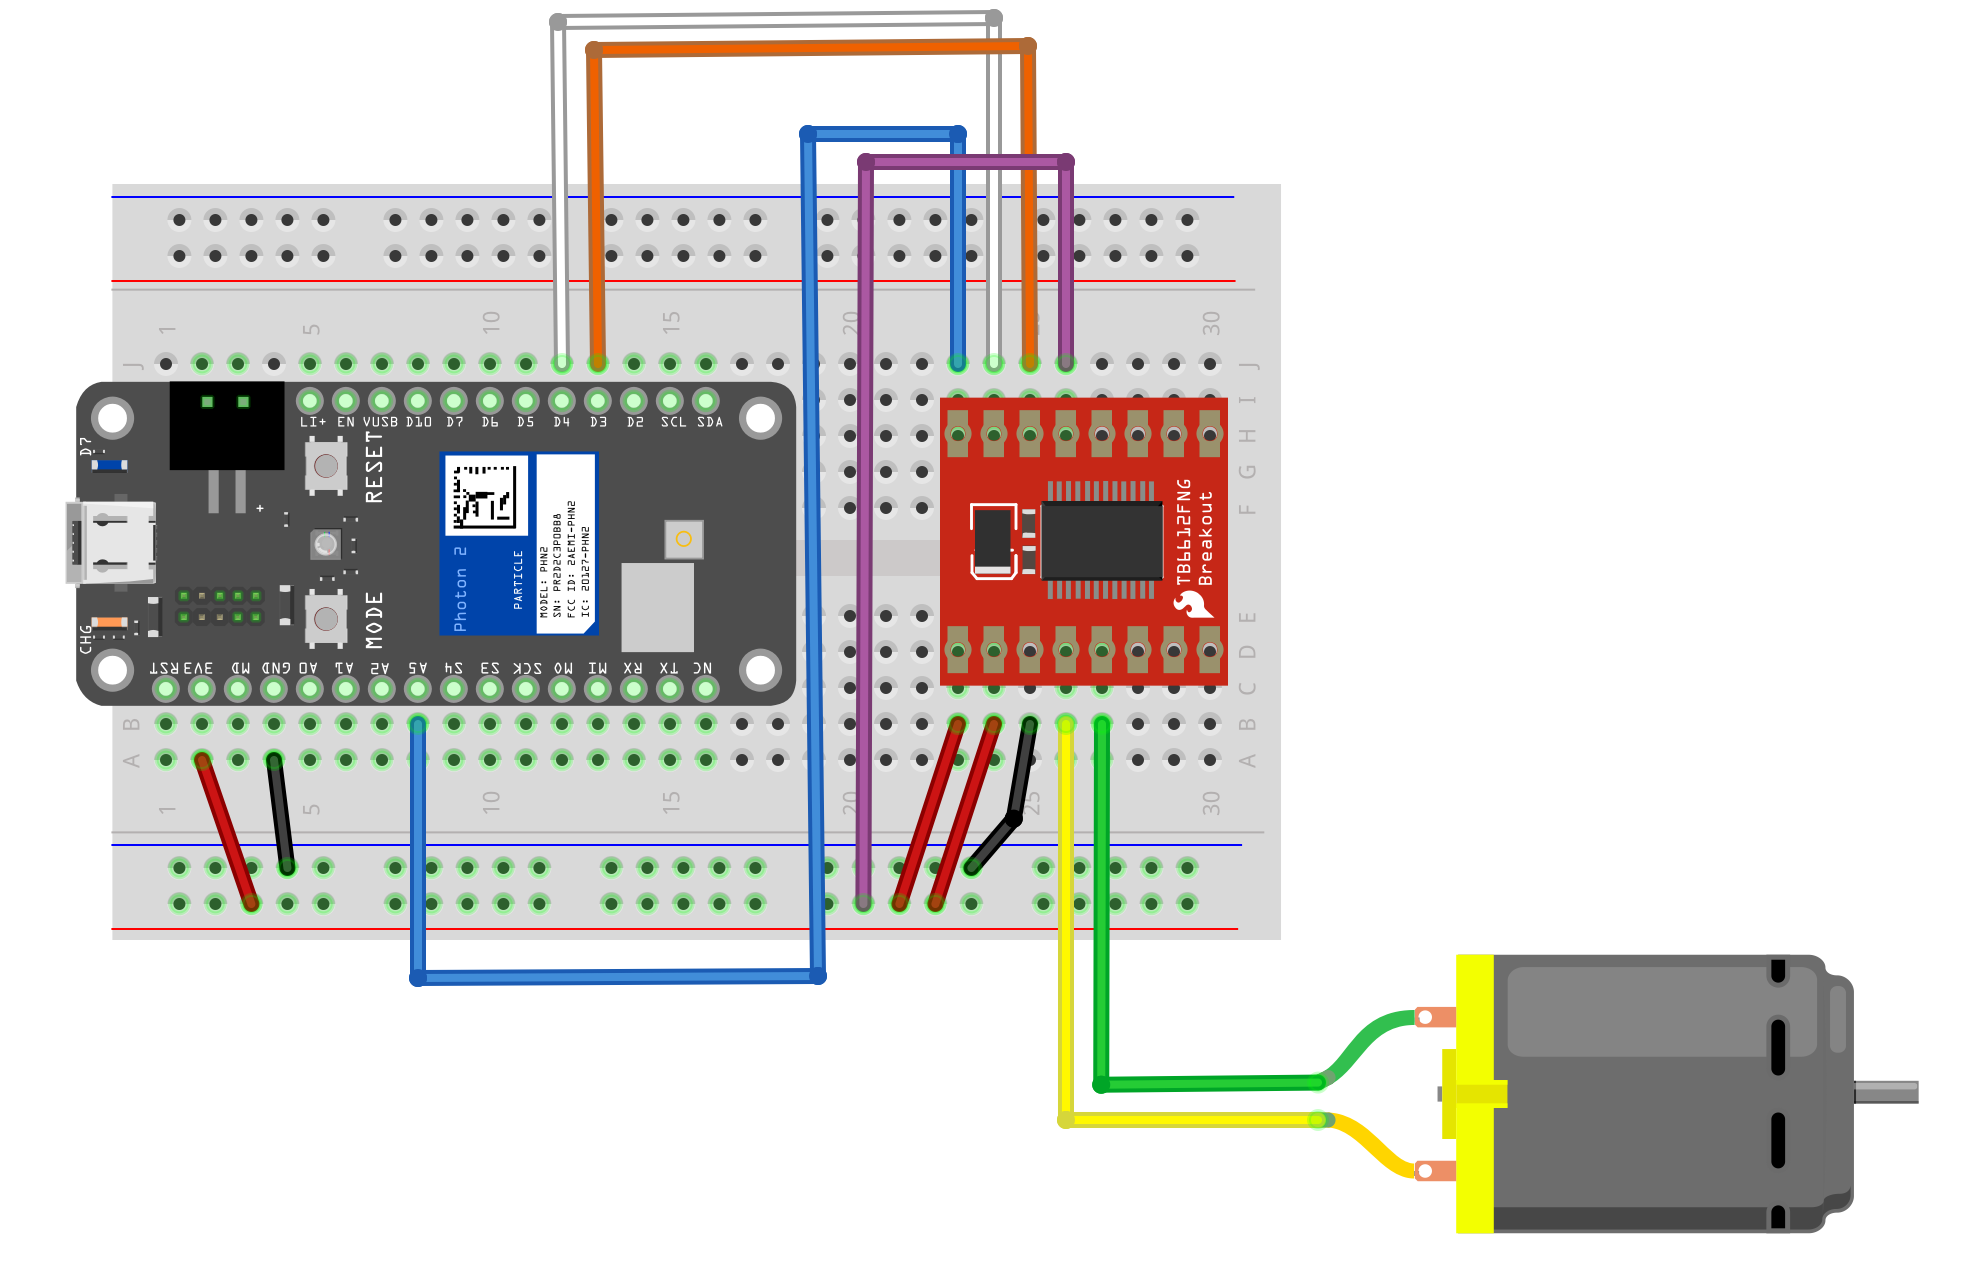 1 5 10 15 20 30
J J
I
H
G
F
LI+ EN VUSB D10 D7 D6 D5 D4 D3 D2 SCL SDA
D7
RESET
+
Photon 2
PARTICLE
MODEL: PHN2
SN: PR2D2C3POBB8
FCC ID: 2AEMI-PHN2
IC: 20127-PHN2
TB6612FNG
Breakout
MODE
CHG
RST 3V3 MD GND A0 A1 A2 A5 S4 S3 SCK MO MI RX TX NC
E
D
C
B B
A A
1 5 10 15 20 25 30